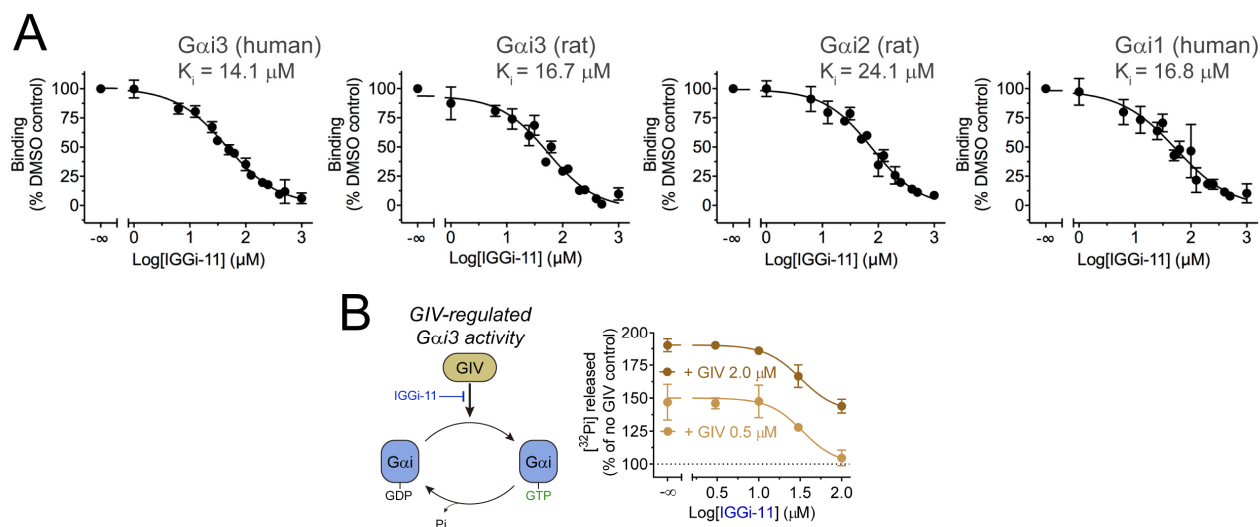 A
Gαi3 (human)
Ki = 14.1 μM
Binding
(% DMSO control)
100
75
50
25
0
-∞
0
1
2
3
Log[IGGi-11] (μM)
Gαi3 (rat)
Ki = 16.7 μM
Binding
(% DMSO control)
100
75
50
25
0
-∞
0
1
2
3
Log[IGGi-11] (μM)
Gαi2 (rat)
Ki = 24.1 μM
Binding
(% DMSO control)
100
75
50
25
0
-∞
0
1
2
3
Log[IGGi-11] (μM)
Gαi1 (human)
Ki = 16.8 μM
Binding
(% DMSO control)
100
75
50
25
0
-∞
0
1
2
3
Log[IGGi-11] (μM)
B
GIV-regulated
Gαi3 activity
GIV
IGGi-11
Gαi
GDP
Gαi
GTP
Pi
[32Pi] released
(% of no GIV control)
200
175
150
125
100
+ GIV 2.0 μM
+ GIV 0.5 μM
-∞
0.5
1.0
1.5
2.0
Log[IGGi-11] (μM)